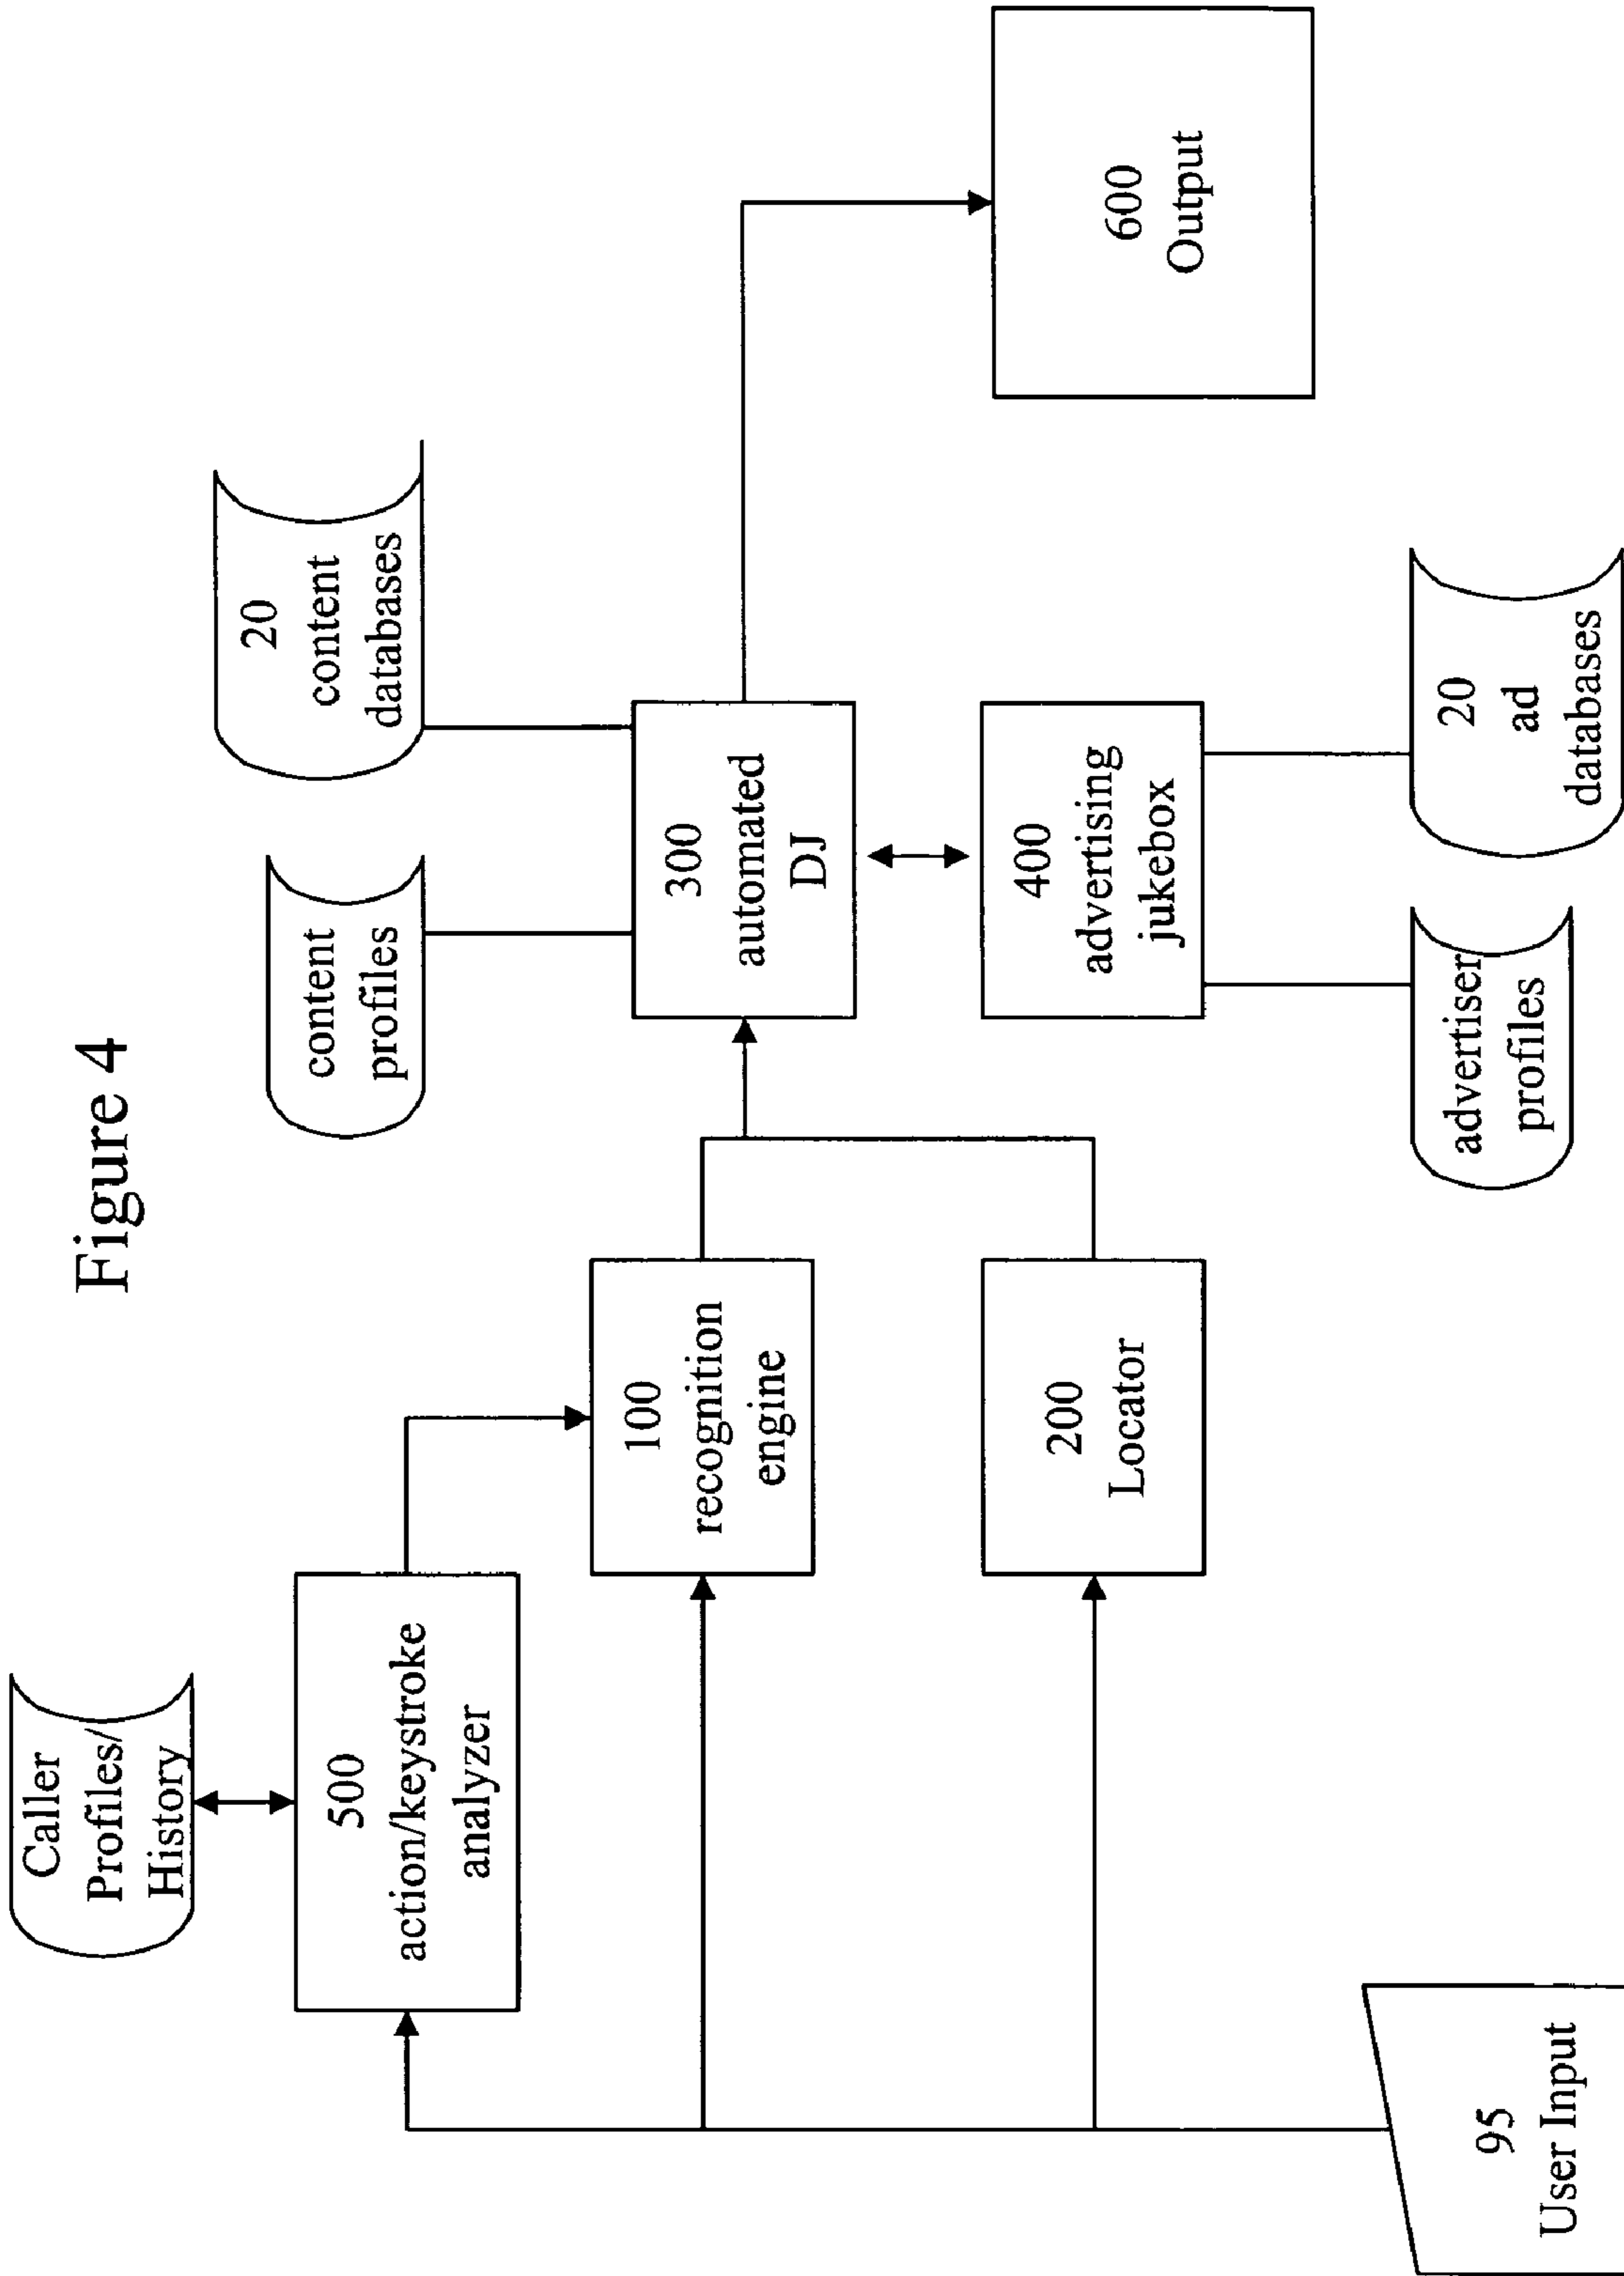 Figure 4
Caller
Profiles/
History
500
action/keystroke
analyzer
100
recognition
engine
200
Locator
95
User Input
content
profiles
20
content
databases
300
automated
DJ
400
advertising
jukebox
advertiser
profiles
20
ad
databases
600
Output